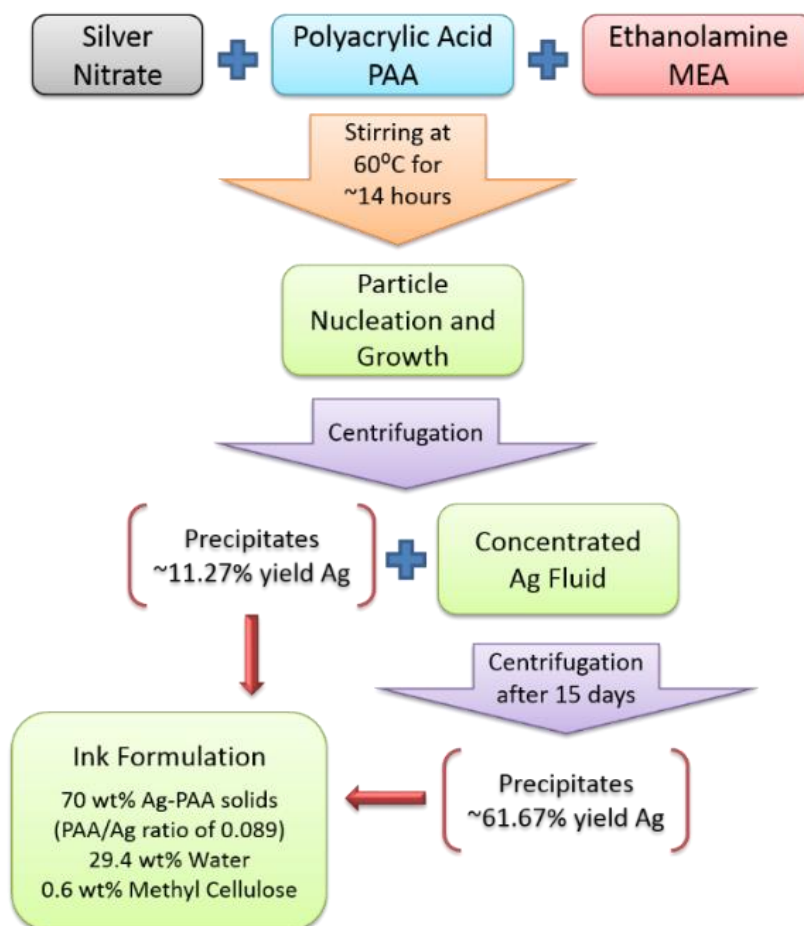 Silver
Nitrate
Polyacrylic Acid
PAA
Ethanolamine
MEA
Stirring at
60⁰C for
~14 hours
Particle
Nucleation and
Growth
Centrifugation
Precipitates
~11.27% yield Ag
Concentrated
Ag Fluid
Centrifugation
after 15 days
Precipitates
~61.67% yield Ag
Ink Formulation
70 wt% Ag-PAA solids
(PAA/Ag ratio of 0.089)
29.4 wt% Water
0.6 wt% Methyl Cellulose